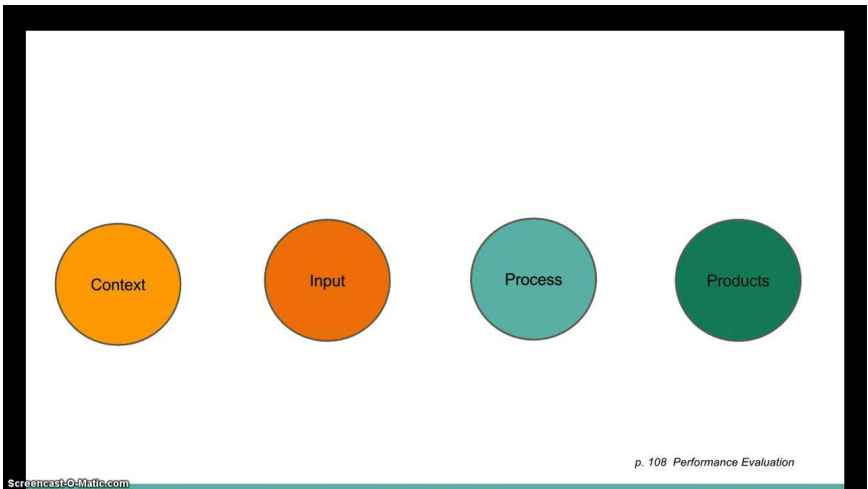 Context
Input
Process
Products
p. 108 Performance Evaluation
Screencast-O-Matic.com